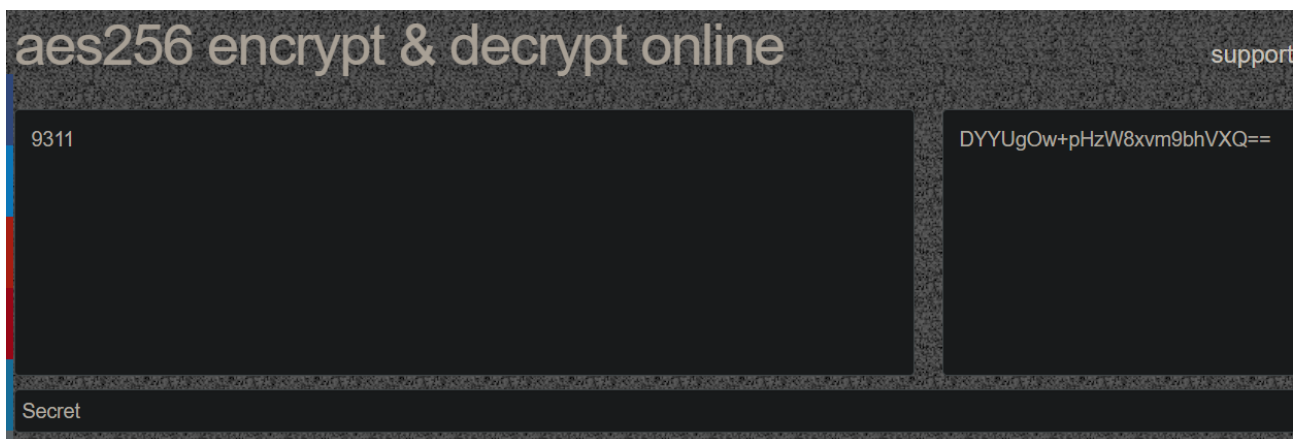 aes256 encrypt & decrypt online
support
9311
DYYUgOw+pHzW8xvm9bhVXQ==
Secret